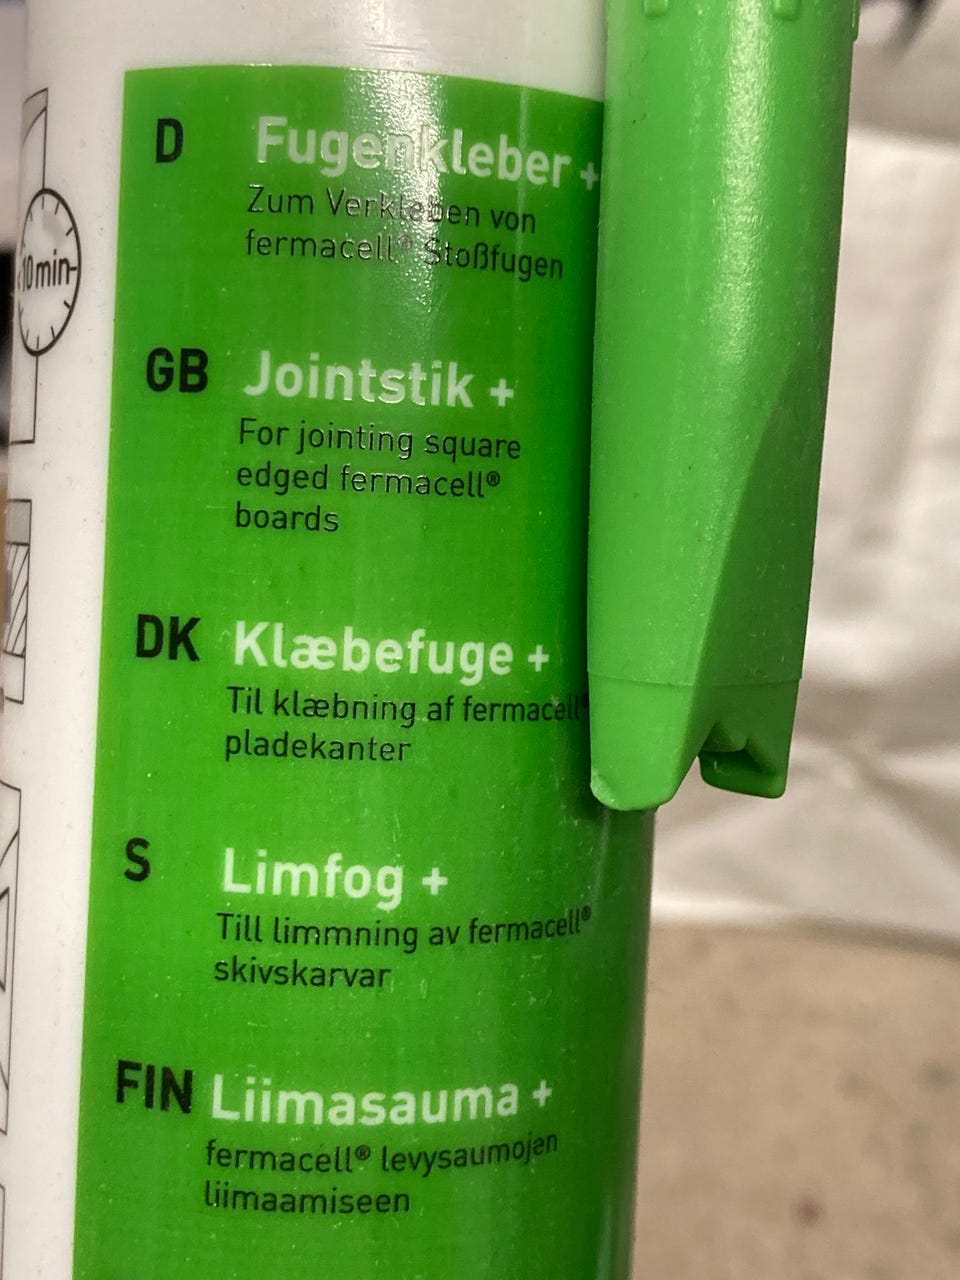 D Fugenkleber +
Zum Verkleben von
fermacell® Stoßfugen
10 min
GB Jointstik +
For jointing square
edged fermacell®
boards
DK Klæbefuge +
Til klæbning af fermacell®
pladekanter
S Limfog +
Till limmning av fermacell®
skivskarvar
FIN Liimasauma +
fermacell® levysaumojen
liimaamiseen